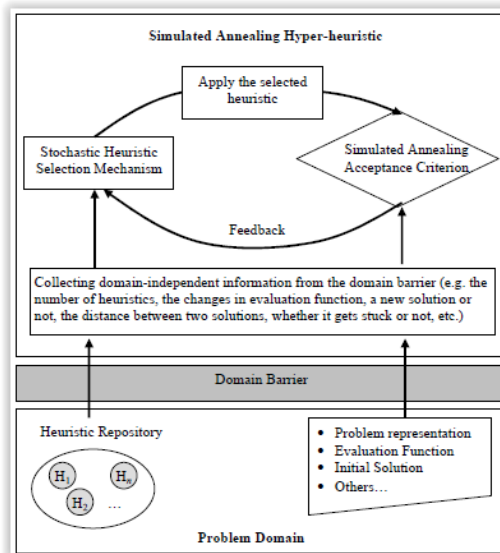 Simulated Annealing Hyper-heuristic
Apply the selected
heuristic
Stochastic Heuristic
Selection Mechanism
Simulated Annealing
Acceptance Criterion
Feedback
Collecting domain-independent information from the domain barrier (e.g. the
number of heuristics, the changes in evaluation function, a new solution or
not, the distance between two solutions, whether it gets stuck or not, etc.)
Domain Barrier
Heuristic Repository
H1
Hn
H2
…
• Problem representation
• Evaluation Function
• Initial Solution
• Others…
Problem Domain